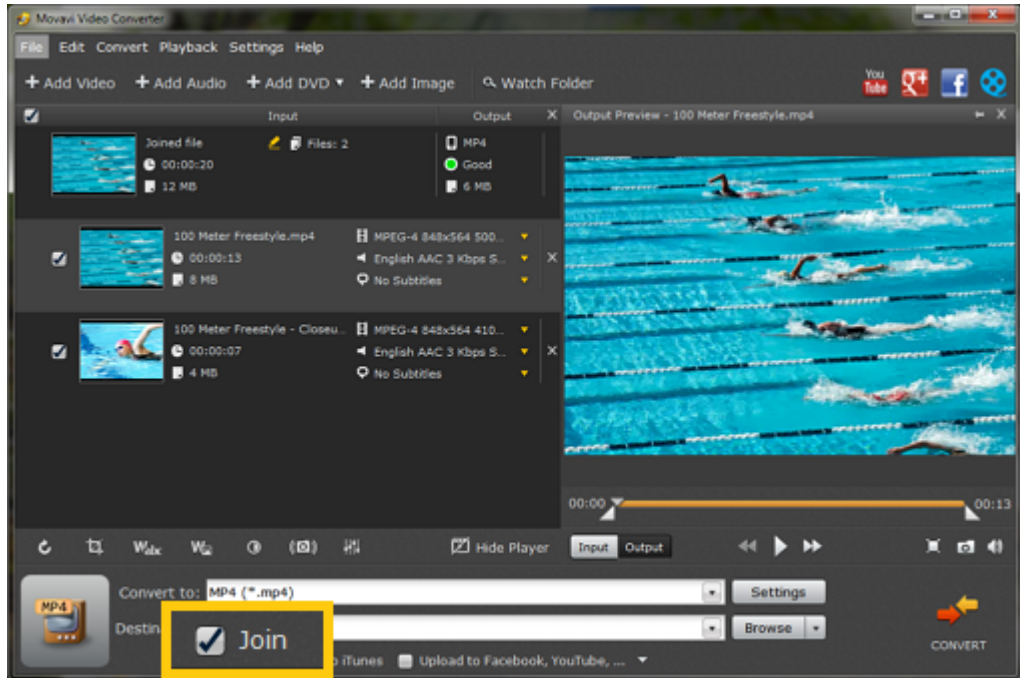 Movavi Video Converter
File Edit Convert Playback Settings Help
+ Add Video + Add Audio + Add DVD + Add Image Watch Folder You Tube g+ f
Input Output X Output Preview - 100 Meter Freestyle.mp4 X
Joined file Files: 2 MP4
00:00:20 Good
12 MB 6 MB
100 Meter Freestyle.mp4 MPEG-4 848x564 500...
00:00:13 English AAC 3 Kbps S... X
8 MB No Subtitles
100 Meter Freestyle - Closeu... MPEG-4 848x564 410...
00:00:07 English AAC 3 Kbps S... X
4 MB No Subtitles
00:00 00:13
Wabc W Hide Player Input Output
Convert to: MP4 (*.mp4) Settings
MP4
Destin Browse
Join
iTunes Upload to Facebook, YouTube, ...
CONVERT